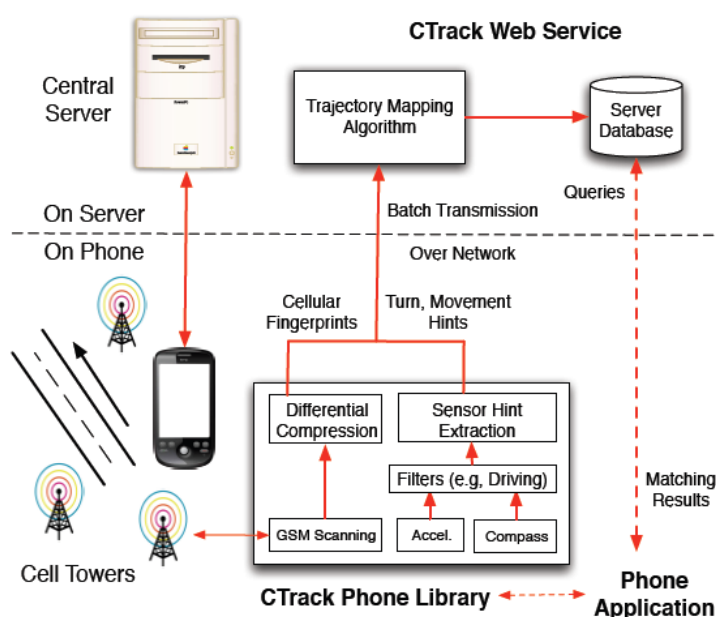 CTrack Web Service
Central
Server
Trajectory Mapping
Algorithm
Server
Database
Queries
On Server
Batch Transmission
On Phone
Over Network
Cellular
Fingerprints
Turn, Movement
Hints
Differential
Compression
Sensor Hint
Extraction
Filters (e.g, Driving)
Matching
Results
GSM Scanning
Accel.
Compass
Cell Towers
CTrack Phone Library
Phone
Application